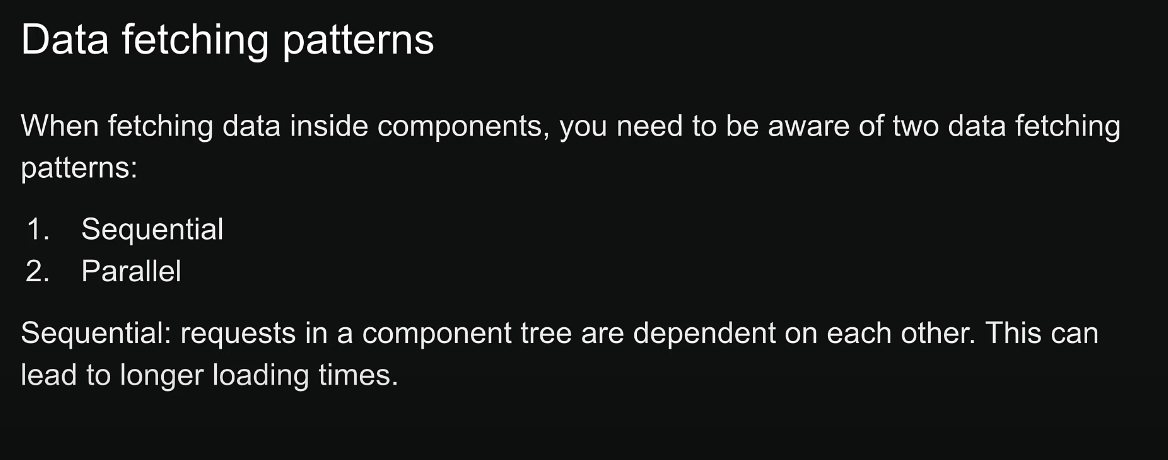 Data fetching patterns
When fetching data inside components, you need to be aware of two data fetching
patterns:
1. Sequential
2. Parallel
Sequential: requests in a component tree are dependent on each other. This can
lead to longer loading times.